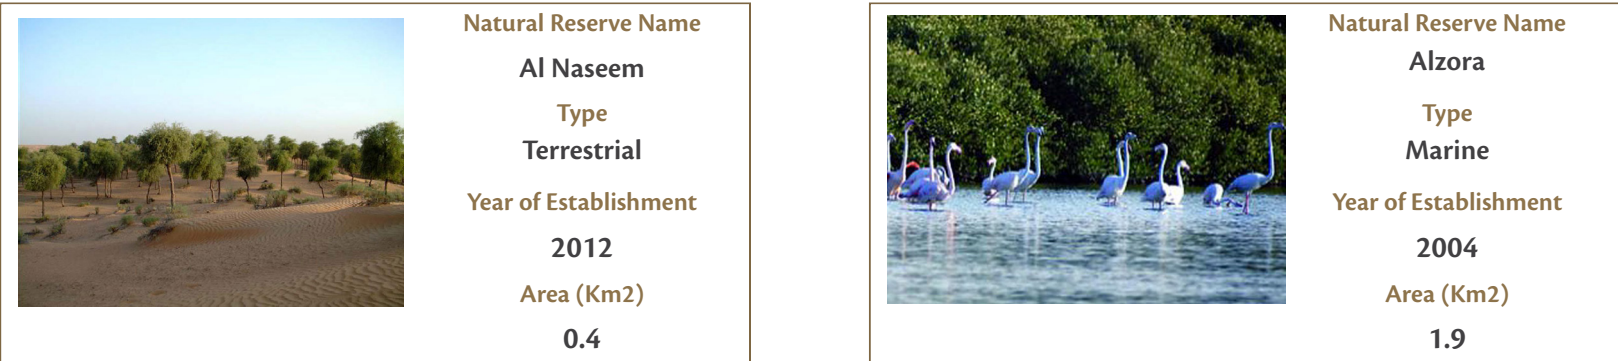 Natural Reserve Name
Al Naseem
Type
Terrestrial
Year of Establishment
2012
Area (Km2)
0.4
Natural Reserve Name
Alzora
Type
Marine
Year of Establishment
2004
Area (Km2)
1.9